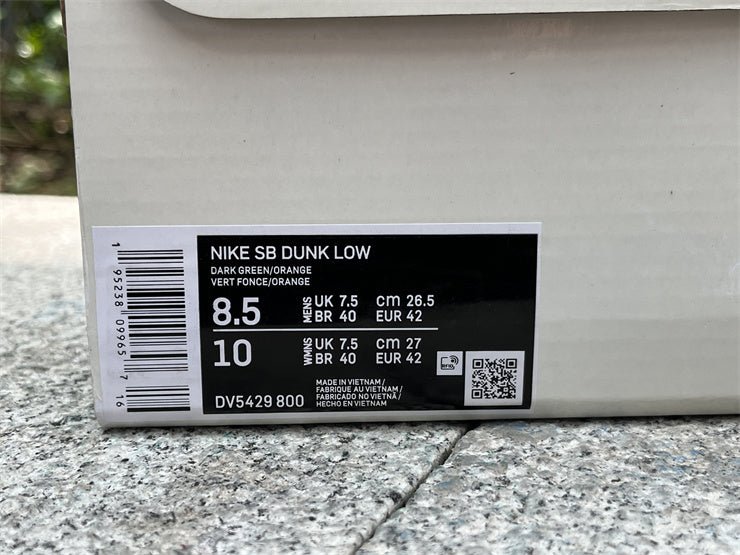 NIKE SB DUNK LOW
DARK GREEN/ORANGE
VERT FONCE/ORANGE
8.5 MENS UK 7.5 cm 26.5
BR 40 EUR 42
10 WMNS UK 7.5 cm 27
BR 40 EUR 42
DV5429 800
MADE IN VIETNAM /
FABRIQUE AU VIETNAM /
FABRICADO NO VIETNÃ /
HECHO EN VIETNAM
1 95238 09965 7 16